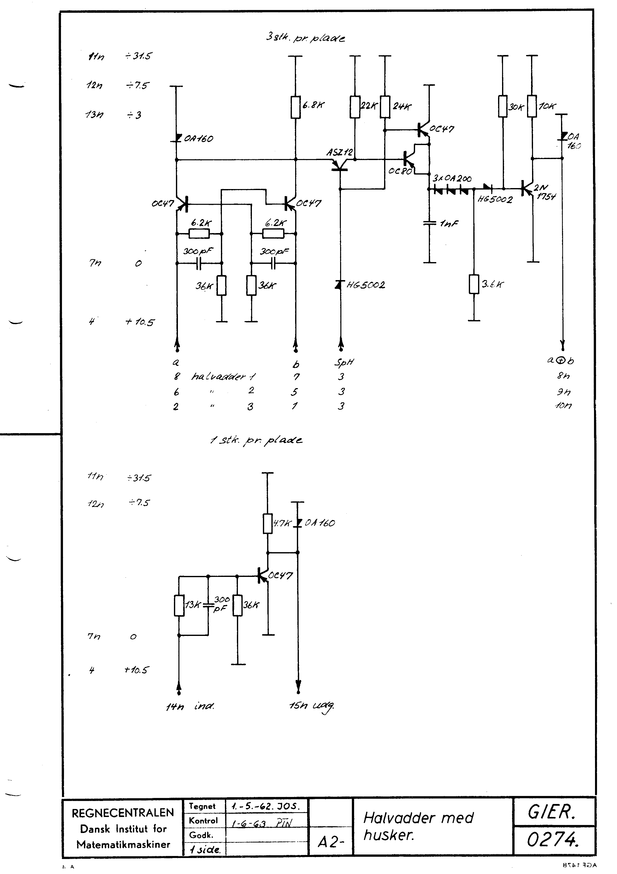 3 stk. pr. plade
11n ÷31.5
12n ÷7.5
13n ÷3
6.8K
22K
24K
OC47
OA160
ASZ12
OC80
30K
10K
OA 160
3xOA200
HG5002
2N 1754
OC47
OC47
6.2K
6.2K
300pF
300pF
1nF
7n 0
36K
36K
HG5002
3.6K
4 +10.5
a b SpH a⊕b
8 halvadder 1 7 3 8n
6 " 2 5 3 9n
2 " 3 1 3 10n
1 stk. pr. plade
11n ÷31.5
12n ÷7.5
4.7K
OA160
OC47
13K
300 pF
36K
7n 0
4 +10.5
14n ind.
15n udg.
REGNECENTRALEN
Dansk Institut for
Matematikmaskiner
Tegnet 1.-5.-62. JOS.
Kontrol 1-6-63 PIN
Godk.
1 side
A2-
Halvadder med
husker.
GIER.
0274.
A 4